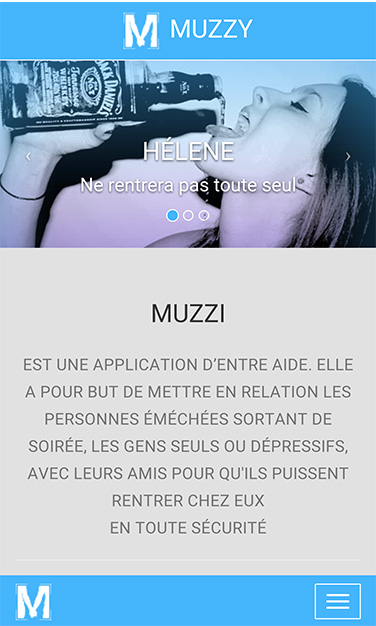 M MUZZY
JACK DANIEL'S
WHISKEY
HÉLENE
Ne rentrera pas toute seul
MUZZI
EST UNE APPLICATION D'ENTRE AIDE. ELLE
A POUR BUT DE METTRE EN RELATION LES
PERSONNES ÉMÉCHÉES SORTANT DE
SOIRÉE, LES GENS SEULS OU DÉPRESSIFS,
AVEC LEURS AMIS POUR QU'ILS PUISSENT
RENTRER CHEZ EUX
EN TOUTE SÉCURITÉ
M